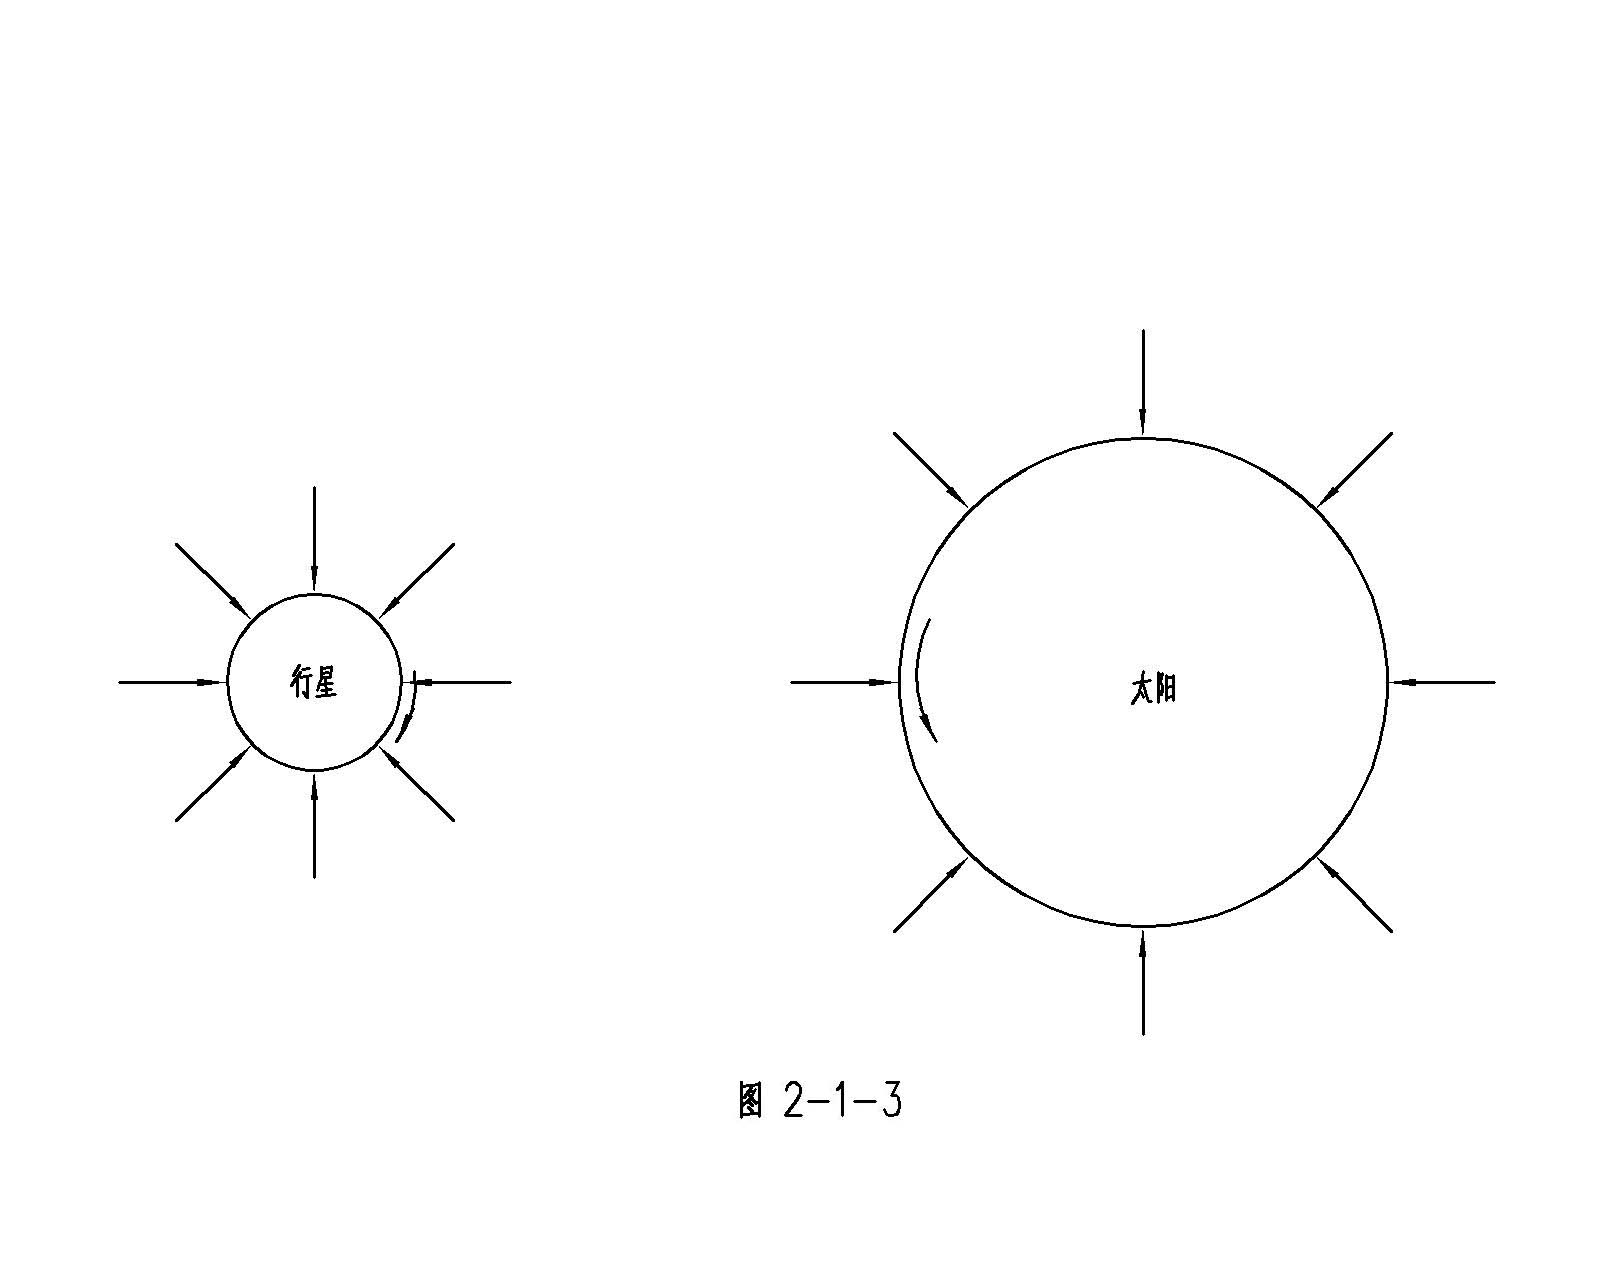 行星
太阳
图 2-1-3